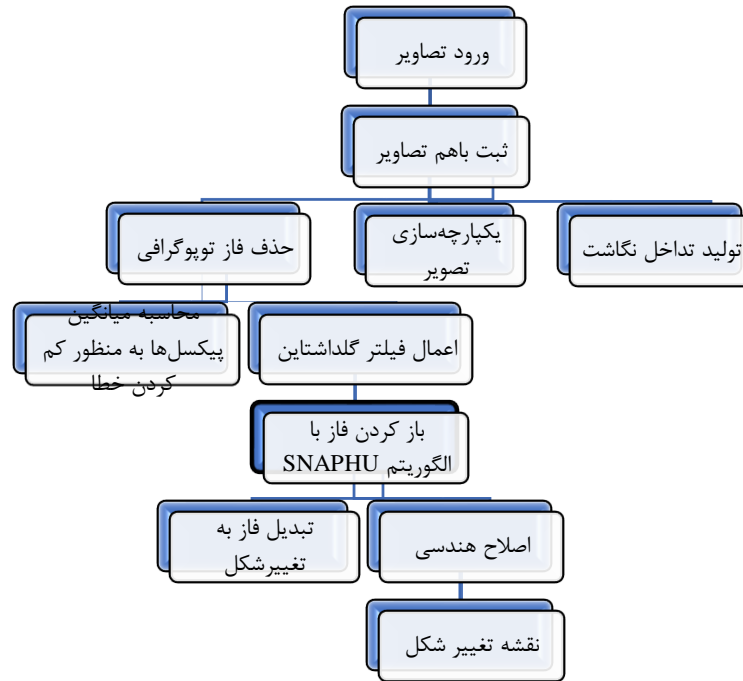 ورود تصاویر
ثبت باهم تصاویر
تولید تداخل نگاشت
یکپارچه‌سازی
تصویر
حذف فاز توپوگرافی
اعمال فیلتر گلداشتاین
محاسبه میانگین
پیکسل‌ها به منظور کم
کردن خطا
باز کردن فاز با
الگوریتم SNAPHU
اصلاح هندسی
تبدیل فاز به
تغییرشکل
نقشه تغییر شکل